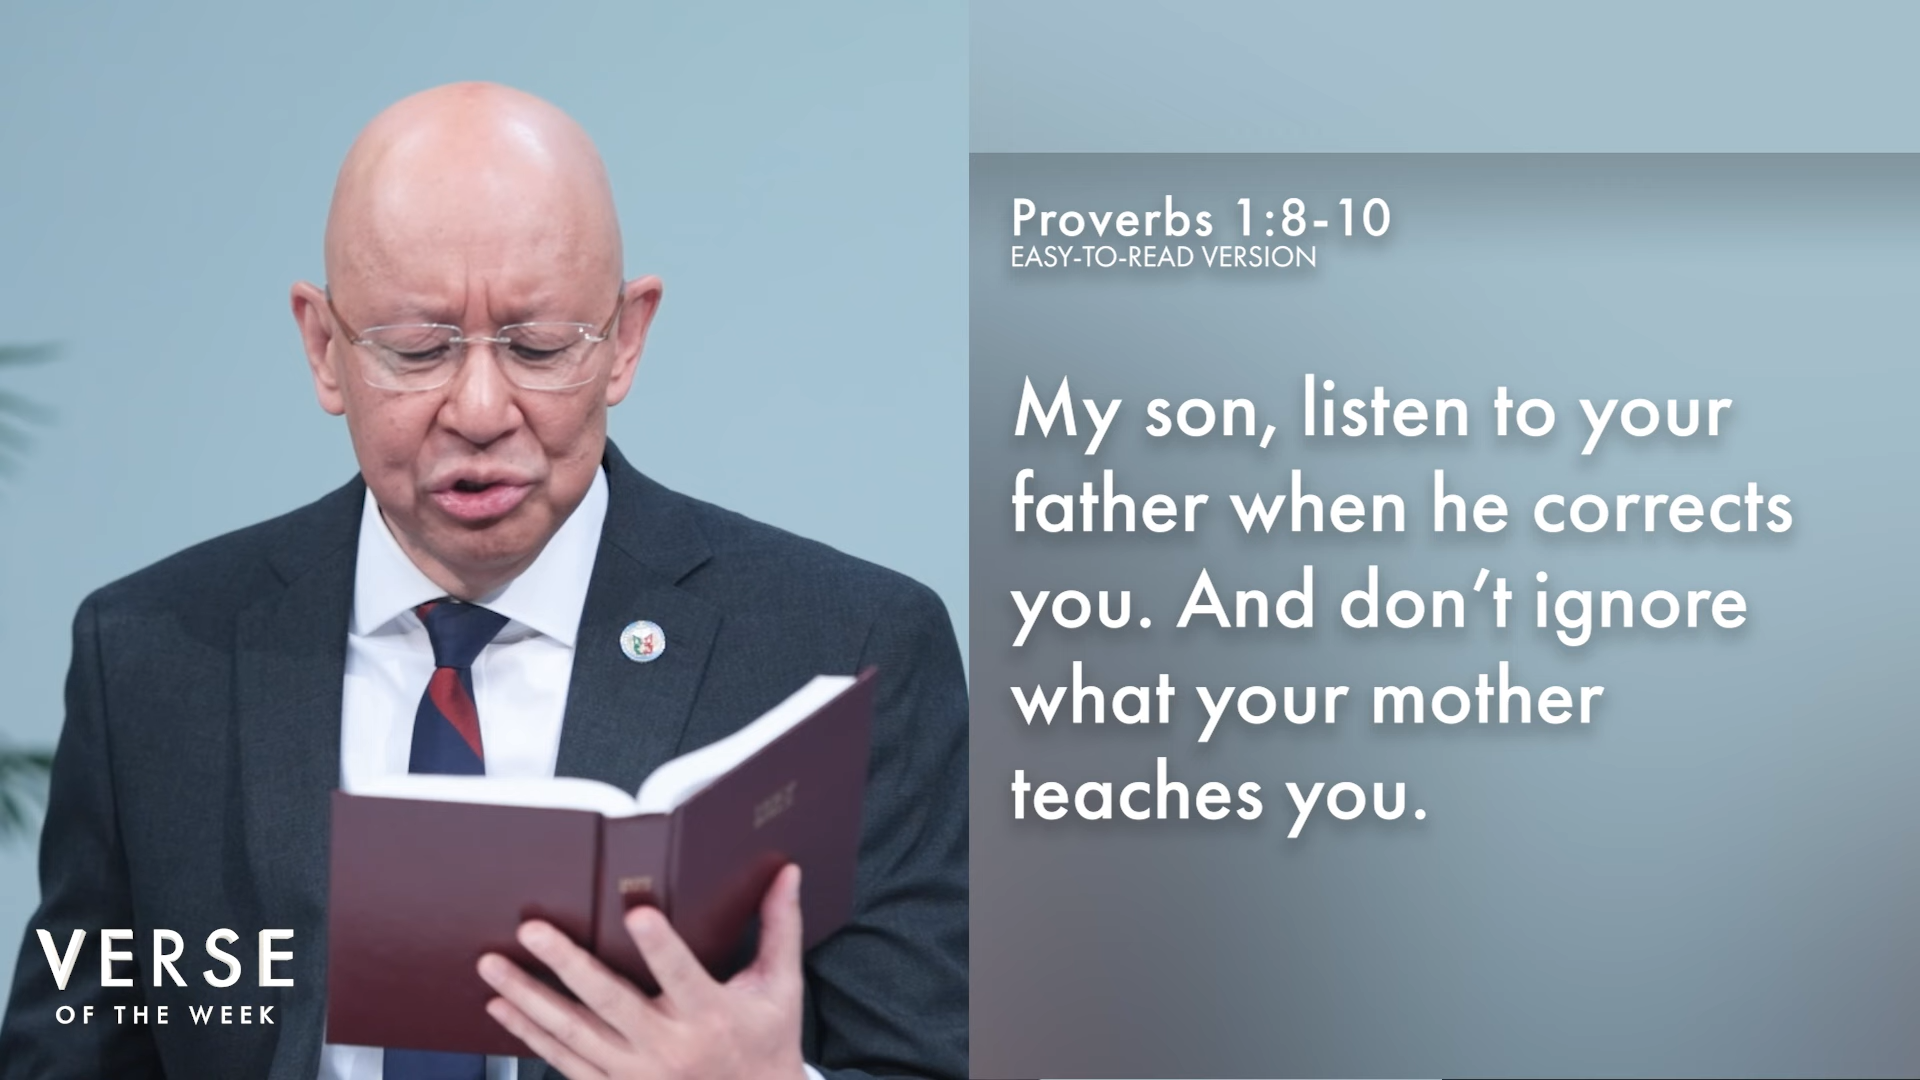 Proverbs 1:8-10
EASY-TO-READ VERSION
My son, listen to your
father when he corrects
you. And don’t ignore
what your mother
teaches you.
VERSE
OF THE WEEK